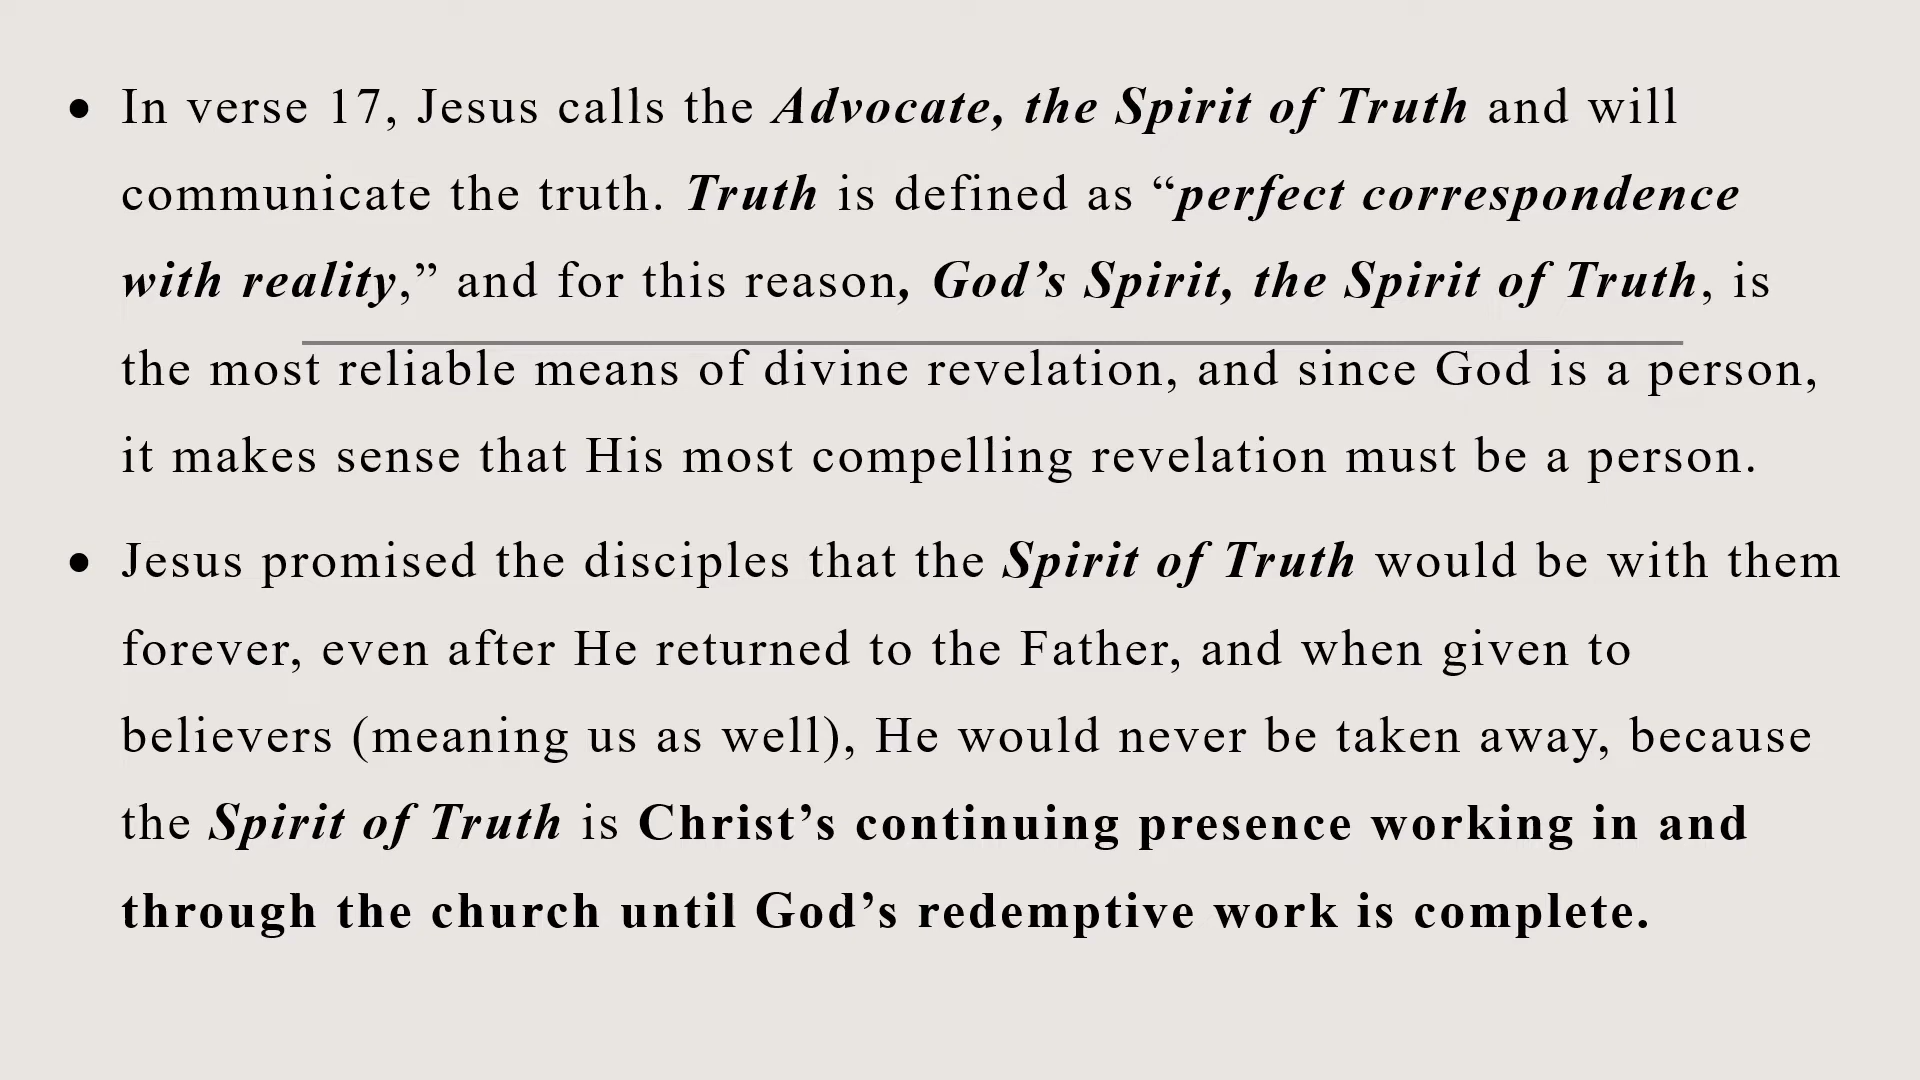 • In verse 17, Jesus calls the Advocate, the Spirit of Truth and will
communicate the truth. Truth is defined as “perfect correspondence
with reality,” and for this reason, God’s Spirit, the Spirit of Truth, is
the most reliable means of divine revelation, and since God is a person,
it makes sense that His most compelling revelation must be a person.
• Jesus promised the disciples that the Spirit of Truth would be with them
forever, even after He returned to the Father, and when given to
believers (meaning us as well), He would never be taken away, because
the Spirit of Truth is Christ’s continuing presence working in and
through the church until God’s redemptive work is complete.